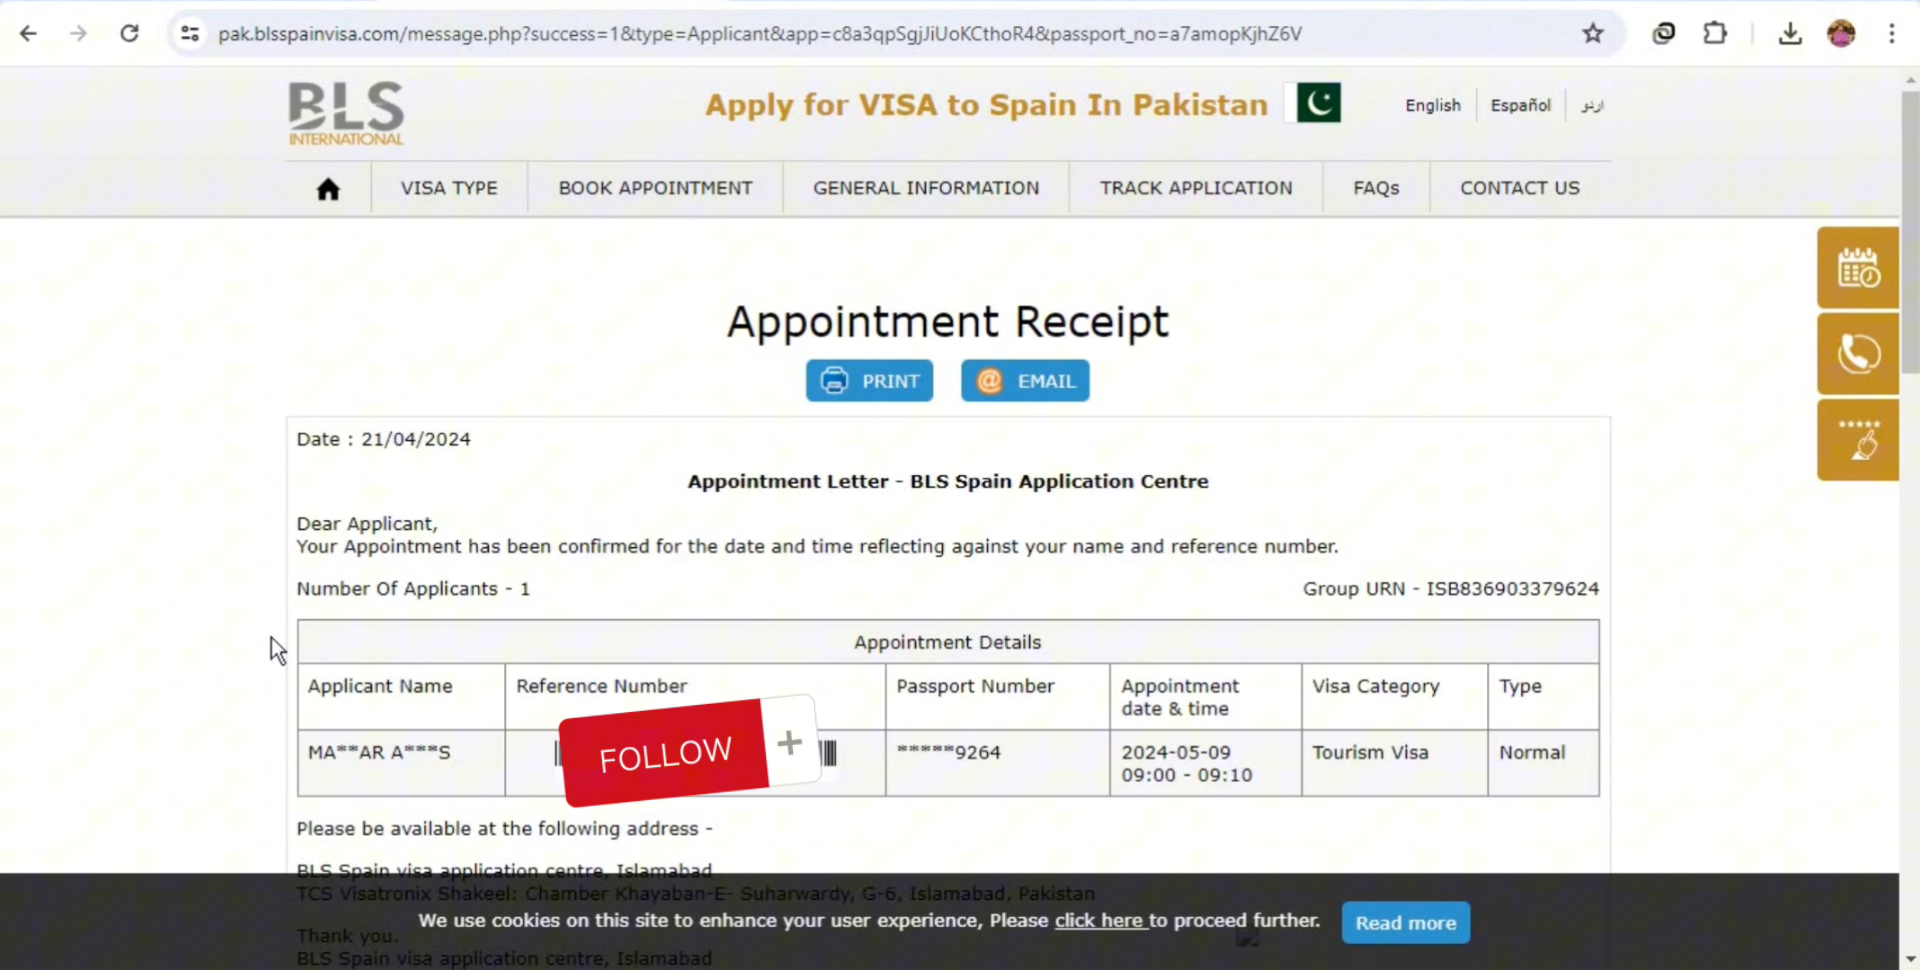 pak.blsspainvisa.com/message.php?success=1&type=Applicant&app=c8a3qpSgjJiUoKCthoR4&passport_no=a7amopKjhZ6V
BLS
INTERNATIONAL
Apply for VISA to Spain In Pakistan
English
Español
اردو
VISA TYPE
BOOK APPOINTMENT
GENERAL INFORMATION
TRACK APPLICATION
FAQs
CONTACT US
Appointment Receipt
PRINT
@ EMAIL
Date : 21/04/2024
Appointment Letter - BLS Spain Application Centre
Dear Applicant,
Your Appointment has been confirmed for the date and time reflecting against your name and reference number.
Number Of Applicants - 1
Group URN - ISB836903379624
Appointment Details
Applicant Name
Reference Number
Passport Number
Appointment
date & time
Visa Category
Type
MA**AR A***S
FOLLOW +
*****9264
2024-05-09
09:00 - 09:10
Tourism Visa
Normal
Please be available at the following address -
BLS Spain visa application centre, Islamabad
TCS Visatronix Shakeel: Chamber Khayaban-E- Suharwardy, G-6, Islamabad, Pakistan
We use cookies on this site to enhance your user experience, Please click here to proceed further.
Read more
Thank you.
BLS Spain visa application centre, Islamabad